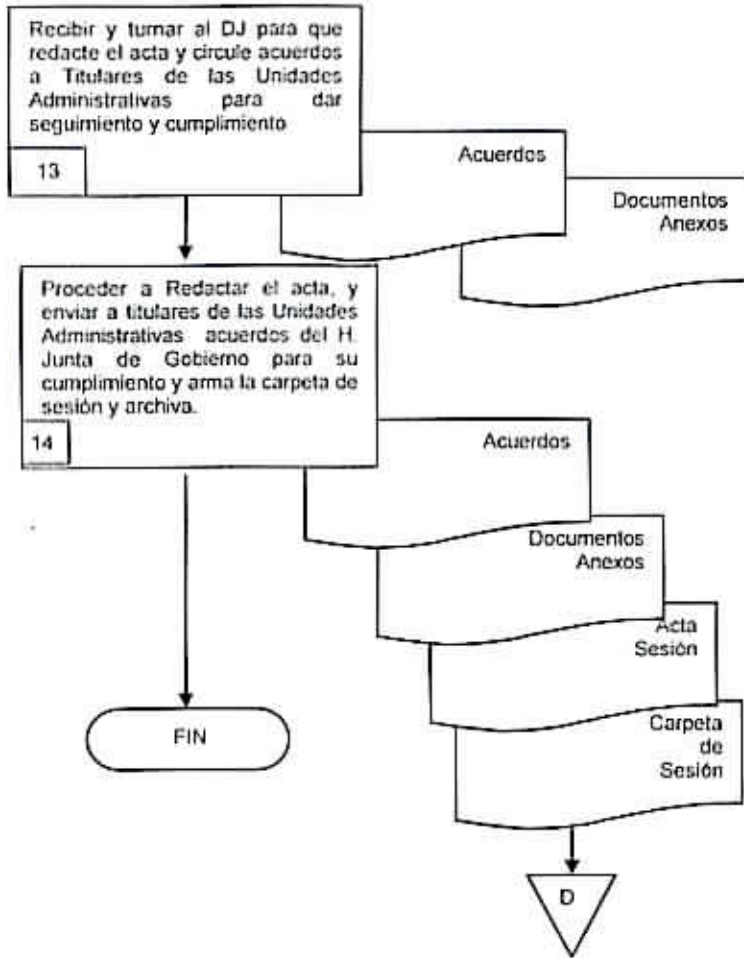 Recibir y turnar al DJ para que
redacte el acta y circule acuerdos
a Titulares de las Unidades
Administrativas para dar
seguimiento y cumplimiento
13
Acuerdos
Documentos
Anexos
Proceder a Redactar el acta, y
enviar a titulares de las Unidades
Administrativas acuerdos del H.
Junta de Gobierno para su
cumplimiento y arma la carpeta de
sesión y archiva.
14
Acuerdos
Documentos
Anexos
Acta
Sesión
FIN
Carpeta
de
Sesión
D